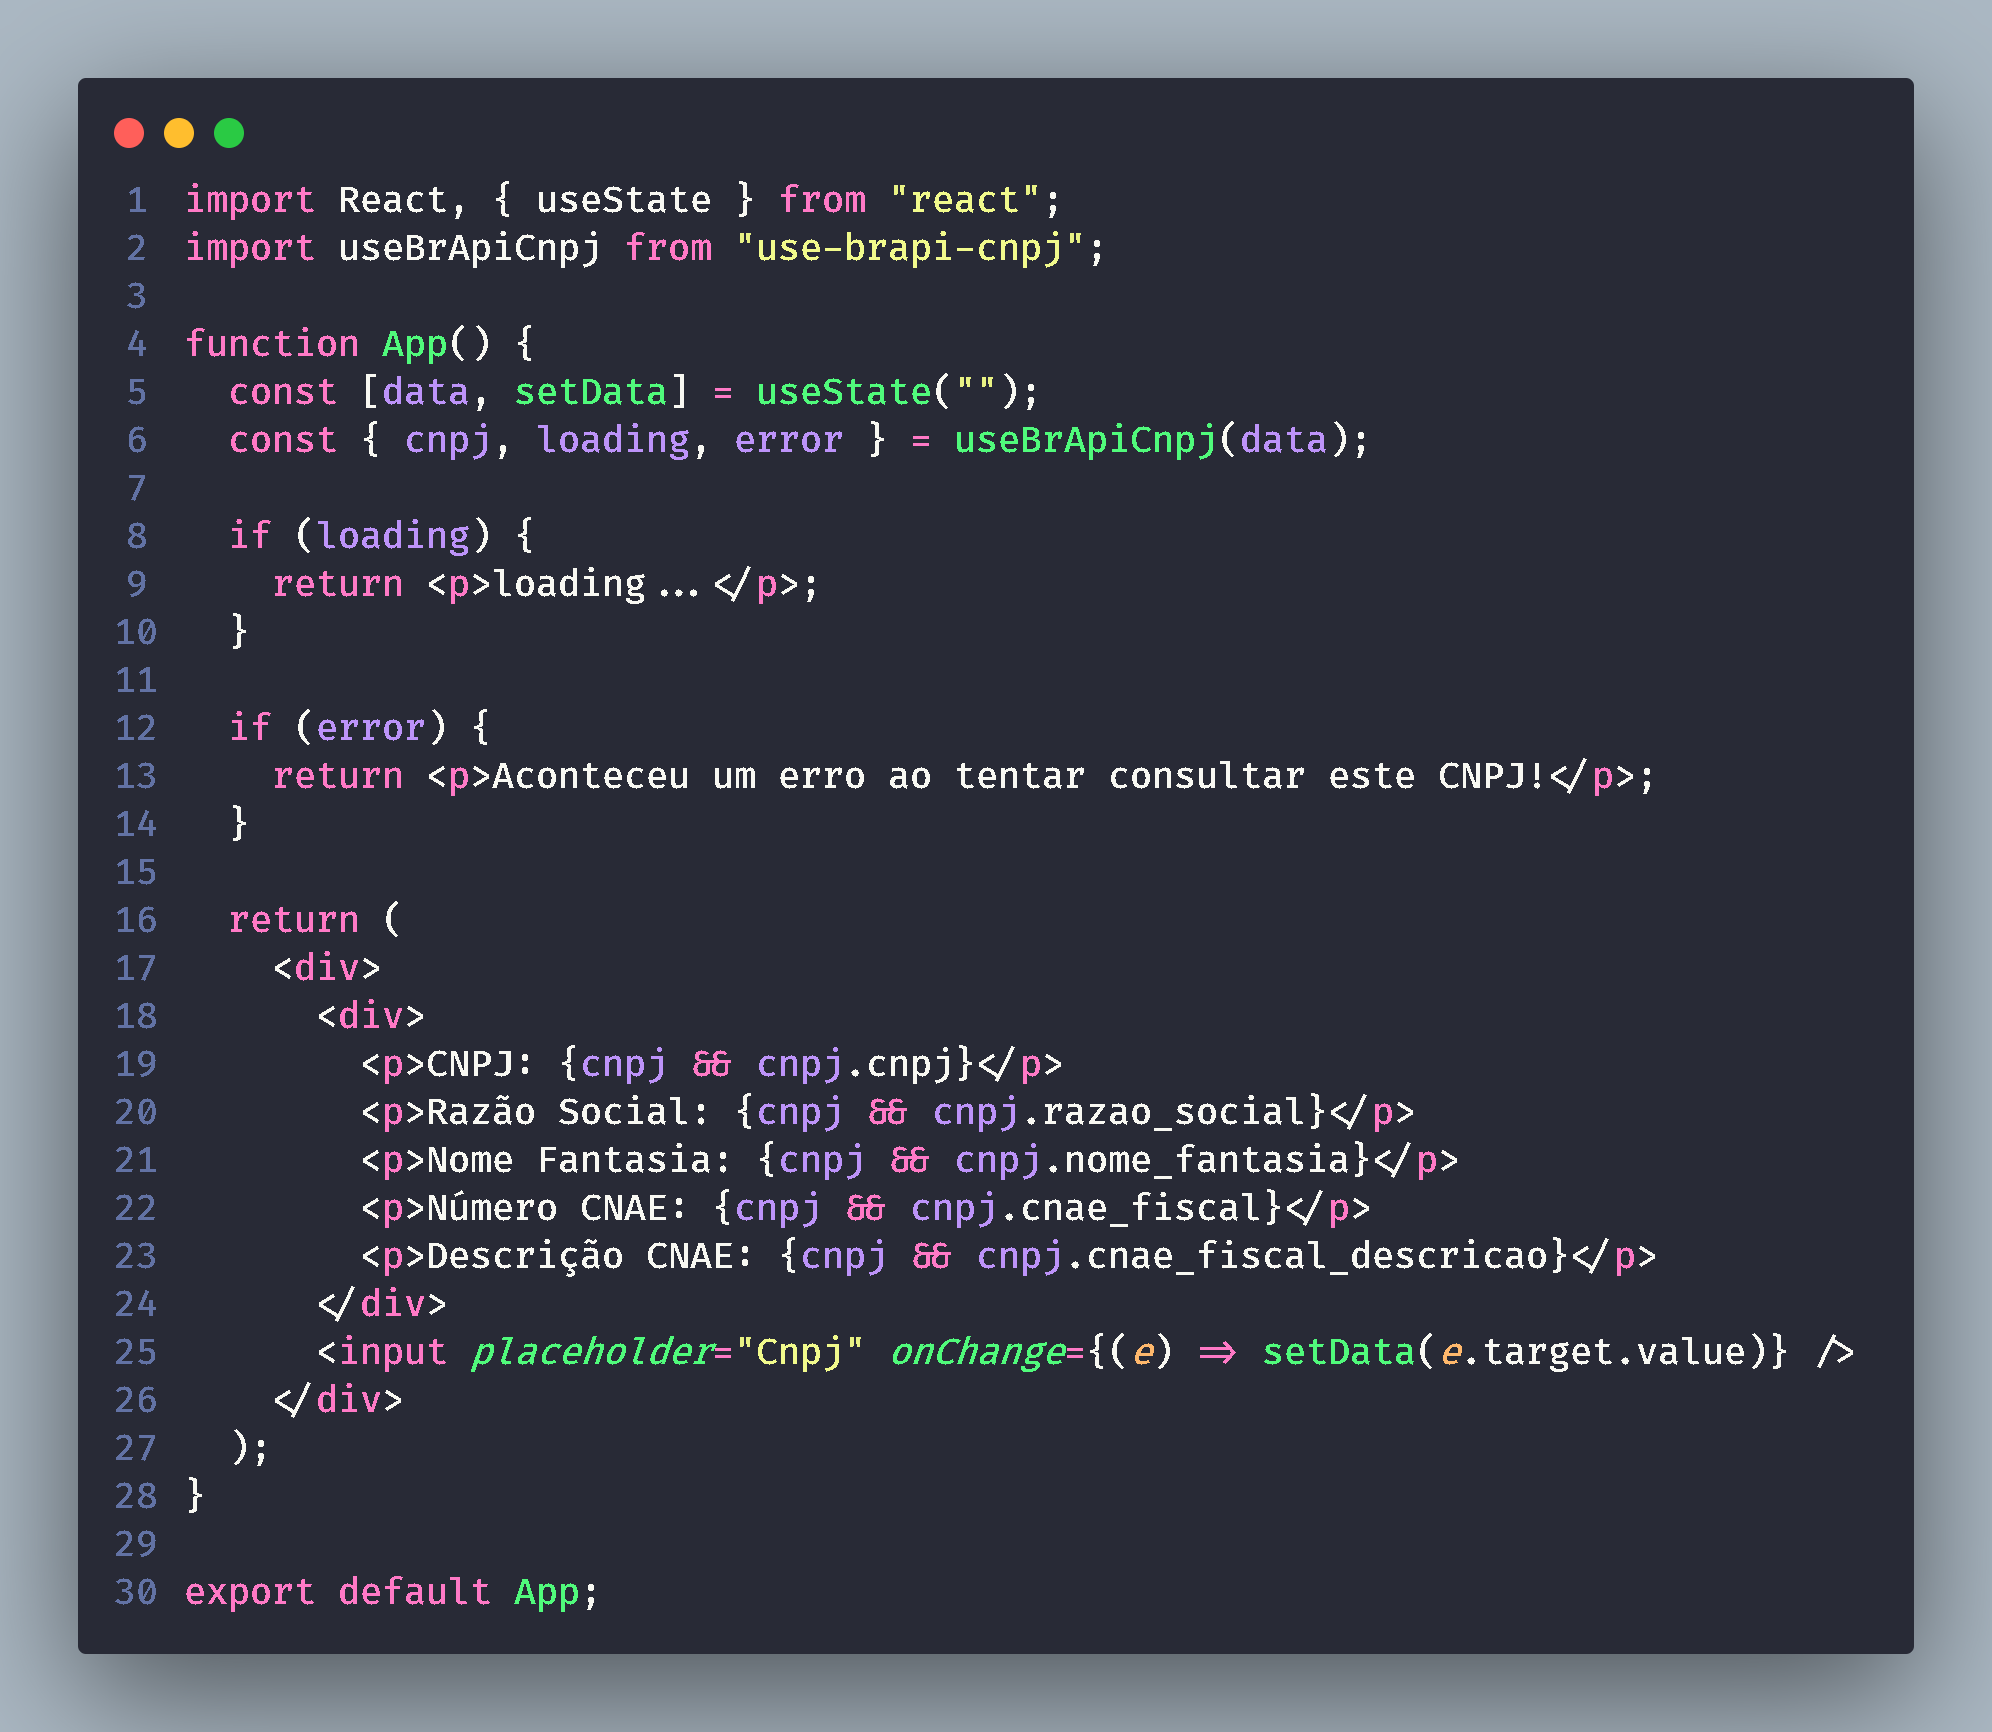 1 import React, { useState } from "react";
2 import useBrApiCnpj from "use-brapi-cnpj";
3
4 function App() {
5   const [data, setData] = useState("");
6   const { cnpj, loading, error } = useBrApiCnpj(data);
7
8   if (loading) {
9     return <p>loading...</p>;
10   }
11
12   if (error) {
13     return <p>Aconteceu um erro ao tentar consultar este CNPJ!</p>;
14   }
15
16   return (
17     <div>
18       <div>
19         <p>CNPJ: {cnpj && cnpj.cnpj}</p>
20         <p>Razão Social: {cnpj && cnpj.razao_social}</p>
21         <p>Nome Fantasia: {cnpj && cnpj.nome_fantasia}</p>
22         <p>Número CNAE: {cnpj && cnpj.cnae_fiscal}</p>
23         <p>Descrição CNAE: {cnpj && cnpj.cnae_fiscal_descricao}</p>
24       </div>
25       <input placeholder="Cnpj" onChange={(e) => setData(e.target.value)} />
26     </div>
27   );
28 }
29
30 export default App;